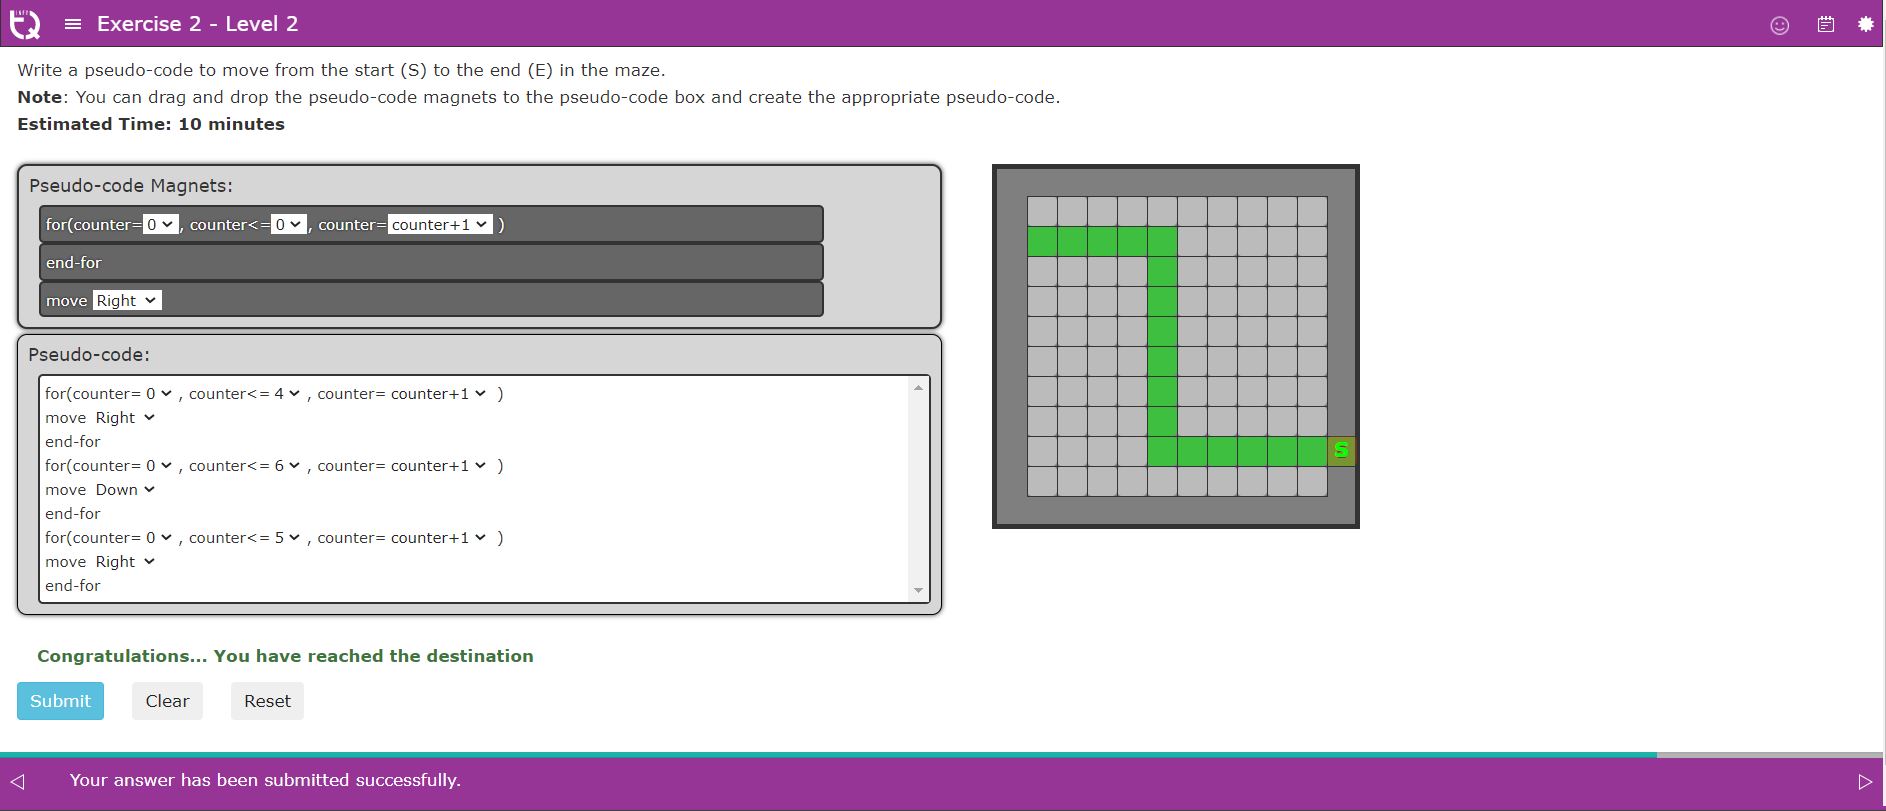 INFY
TQ
Exercise 2 - Level 2
Write a pseudo-code to move from the start (S) to the end (E) in the maze.
Note: You can drag and drop the pseudo-code magnets to the pseudo-code box and create the appropriate pseudo-code.
Estimated Time: 10 minutes
Pseudo-code Magnets:
for(counter= 0 , counter<= 0 , counter= counter+1 )
end-for
move Right
Pseudo-code:
for(counter= 0 , counter<= 4 , counter= counter+1 )
move Right
end-for
for(counter= 0 , counter<= 6 , counter= counter+1 )
move Down
end-for
for(counter= 0 , counter<= 5 , counter= counter+1 )
move Right
end-for
S
Congratulations... You have reached the destination
Submit Clear Reset
Your answer has been submitted successfully.